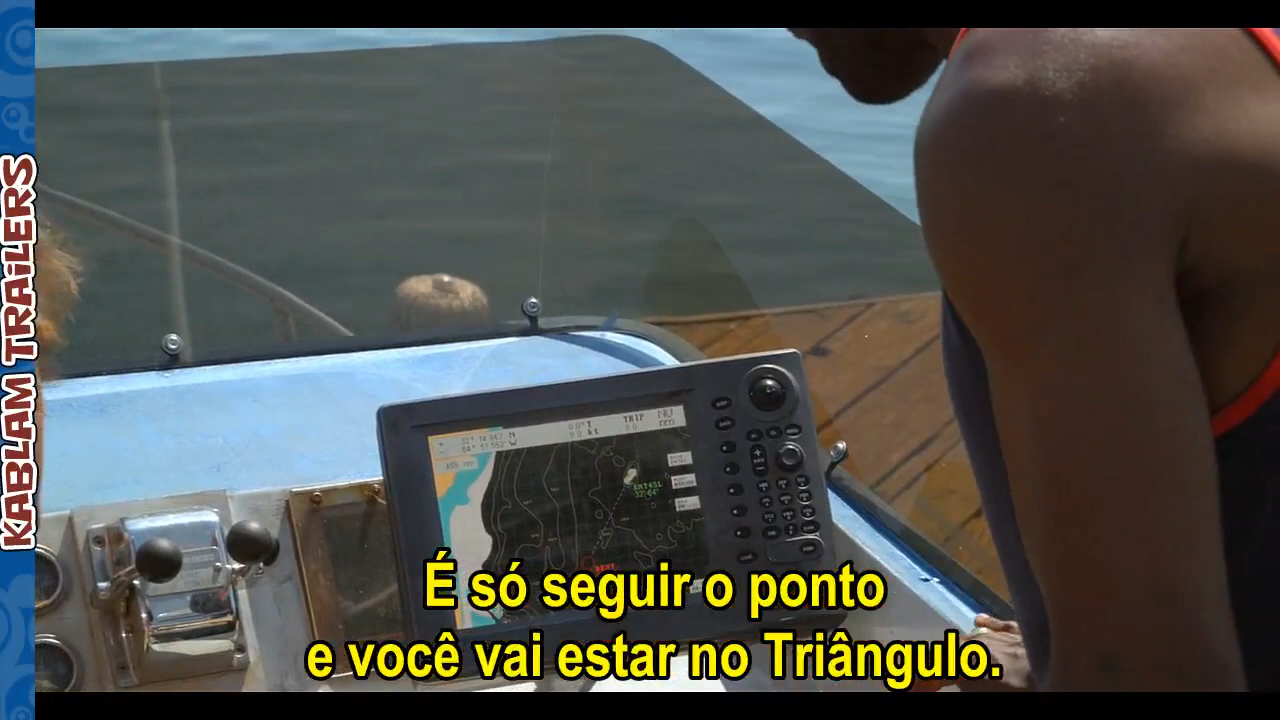 KABLAM TRAiLERS
TRIP
É só seguir o ponto
e você vai estar no Triângulo.